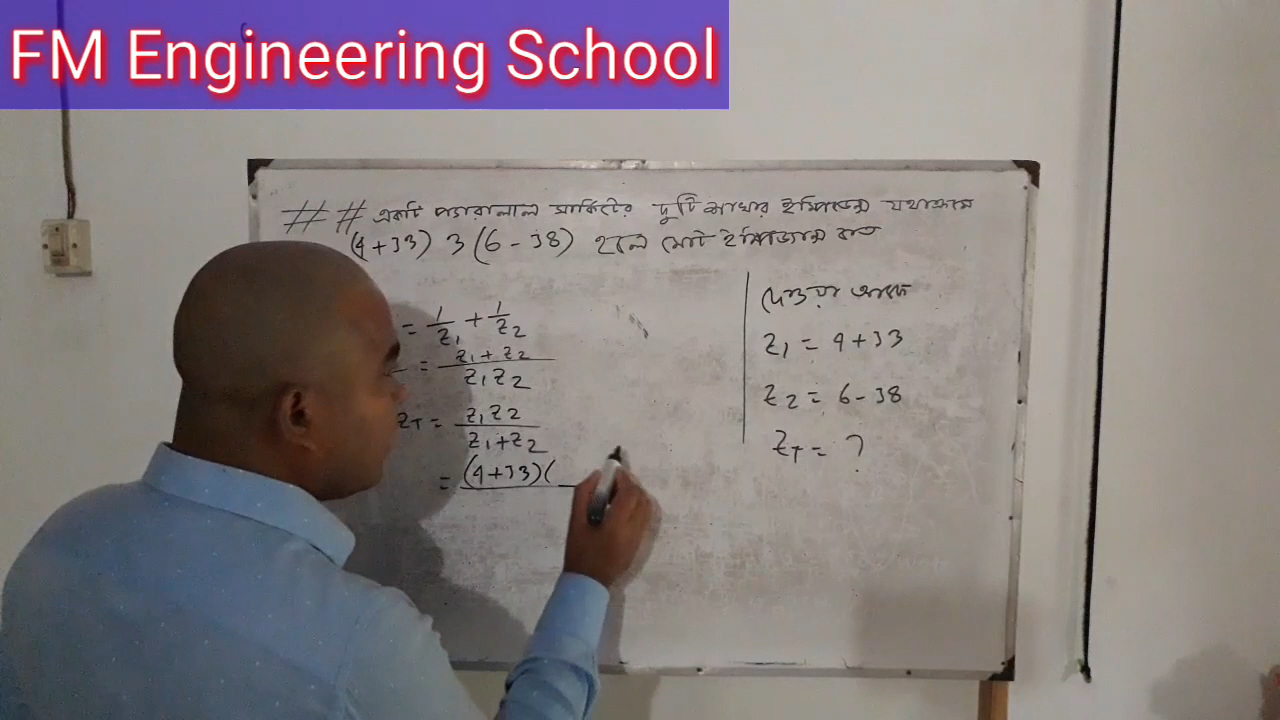 FM Engineering School
## একটি প্যারালাল সার্কিটের দুটি শাখার ইম্পিডেন্স যথাক্রমে
(4+j3) ও (6-j8) হলে মোট ইম্পিড্যান্স কত
= 1/Z1 + 1/Z2
= Z1+Z2 / Z1Z2
ZT = Z1Z2 / Z1+Z2
= (4+j3)(
দেওয়া আছে
Z1 = 4+j3
Z2 = 6-j8
ZT = ?